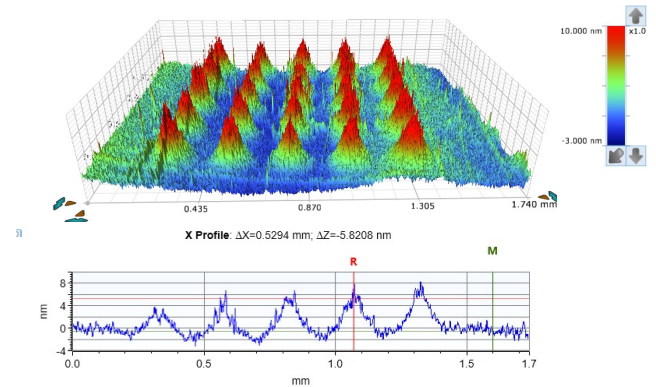 10.000 nm
x1.0
-3.000 nm
0.435
0.870
1.305
1.740 mm
X Profile: ΔX=0.5294 mm; ΔZ=-5.8208 nm
R
M
8
4
0
-4
nm
0.0
0.5
1.0
1.5
1.7
mm